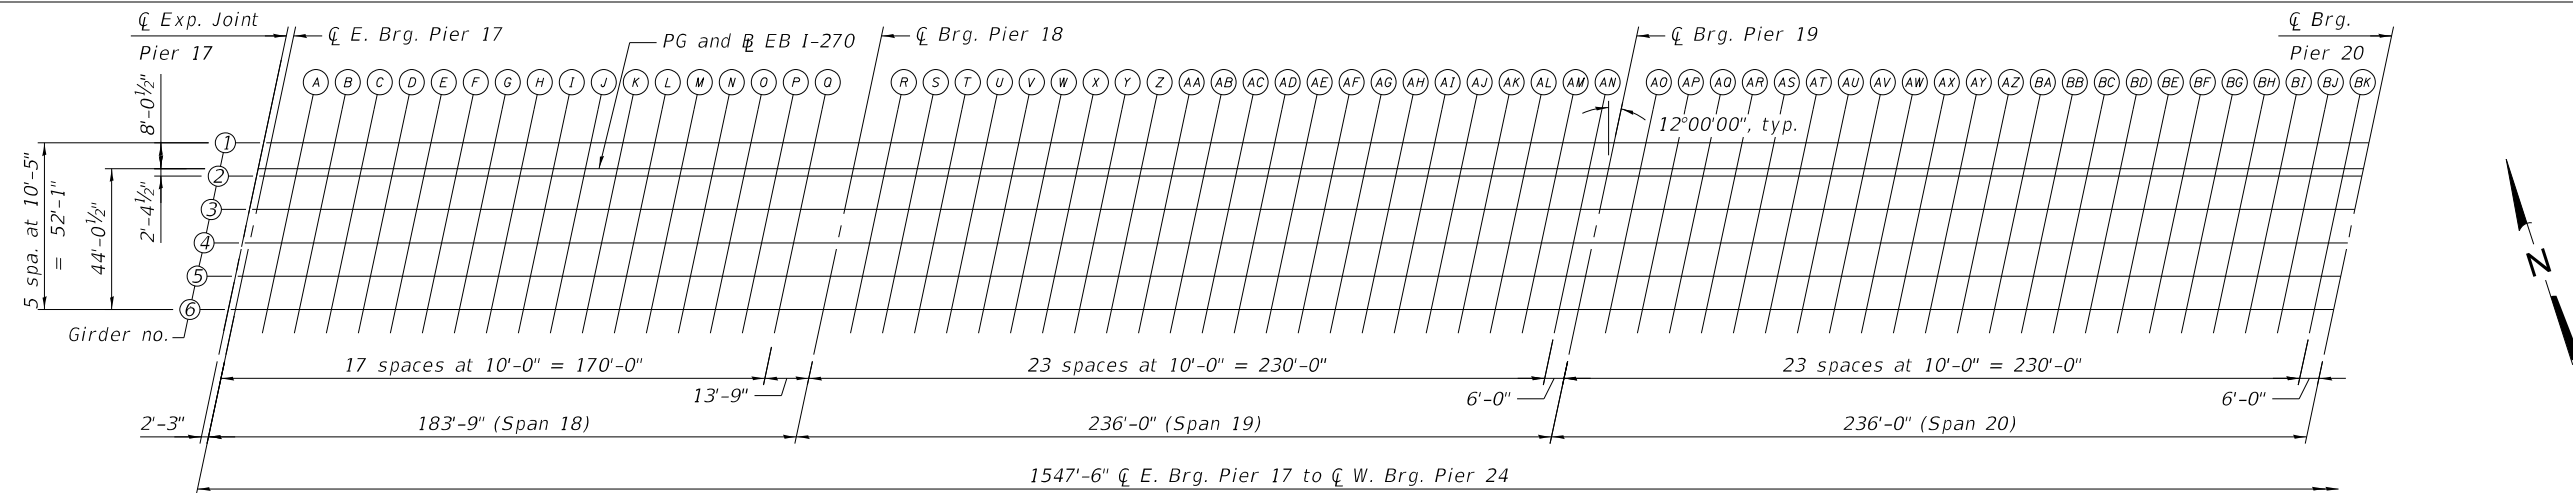 ℄ Exp. Joint
Pier 17
℄ E. Brg. Pier 17
PG and ℄ EB I-270
℄ Brg. Pier 18
℄ Brg. Pier 19
℄ Brg.
Pier 20
A B C D E F G H I J K L M N O P Q R S T U V W X Y Z AA AB AC AD AE AF AG AH AI AJ AK AL AM AN AO AP AQ AR AS AT AU AV AW AX AY AZ BA BB BC BD BE BF BG BH BI BJ BK
12°00'00", typ.
8'-0½"
2'-4½"
44'-0½"
5 spa. at 10'-5"
= 52'-1"
1
2
3
4
5
6
Girder no.
N
17 spaces at 10'-0" = 170'-0"
13'-9"
23 spaces at 10'-0" = 230'-0"
6'-0"
23 spaces at 10'-0" = 230'-0"
6'-0"
2'-3"
183'-9" (Span 18)
236'-0" (Span 19)
236'-0" (Span 20)
1547'-6" ℄ E. Brg. Pier 17 to ℄ W. Brg. Pier 24